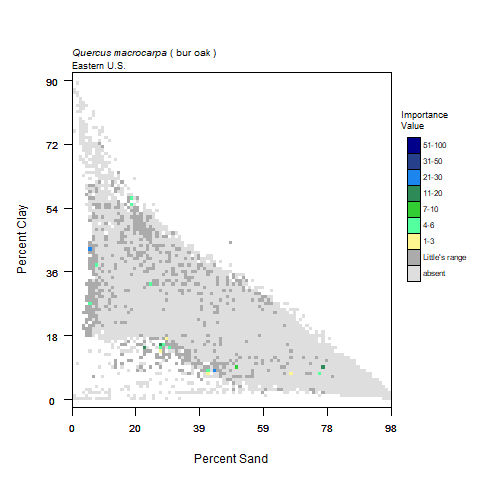 Quercus macrocarpa ( bur oak )
Eastern U.S.
90
72
54
36
18
0
0
20
39
59
78
98
Percent Clay
Percent Sand
Importance
Value
51-100
31-50
21-30
11-20
7-10
4-6
1-3
Little's range
absent